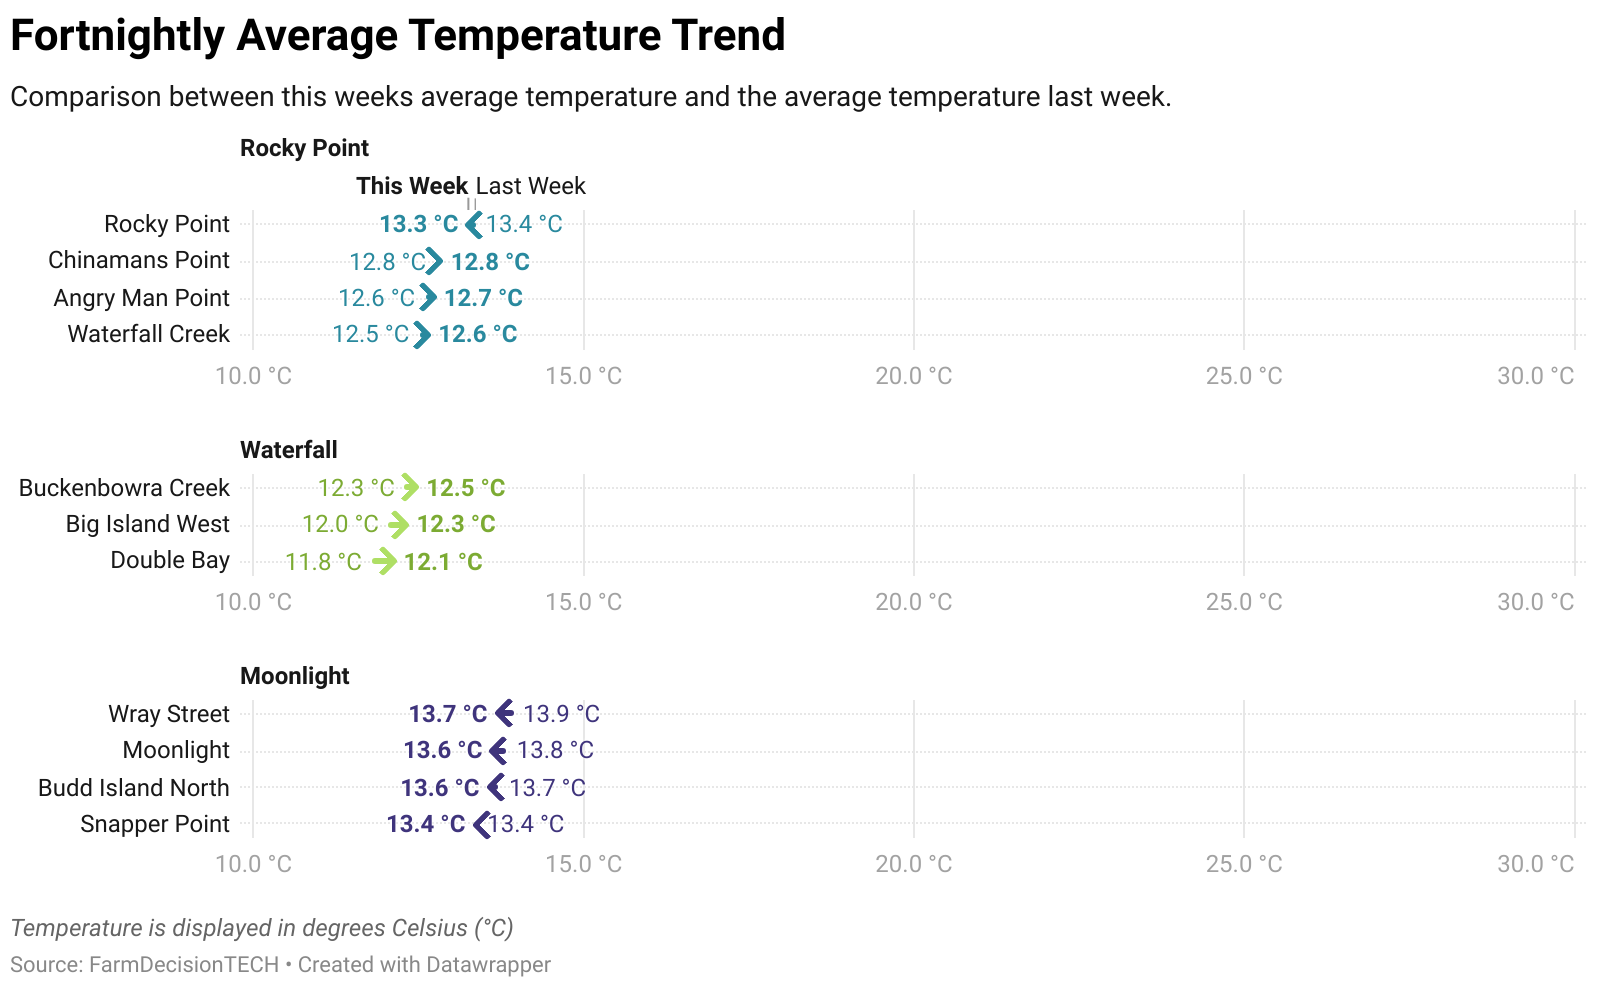 Fortnightly Average Temperature Trend
Comparison between this weeks average temperature and the average temperature last week.
Rocky Point
This Week Last Week
Rocky Point 13.3 °C 13.4 °C
Chinamans Point 12.8 °C 12.8 °C
Angry Man Point 12.6 °C 12.7 °C
Waterfall Creek 12.5 °C 12.6 °C
10.0 °C 15.0 °C 20.0 °C 25.0 °C 30.0 °C
Waterfall
Buckenbowra Creek 12.3 °C 12.5 °C
Big Island West 12.0 °C 12.3 °C
Double Bay 11.8 °C 12.1 °C
10.0 °C 15.0 °C 20.0 °C 25.0 °C 30.0 °C
Moonlight
Wray Street 13.7 °C 13.9 °C
Moonlight 13.6 °C 13.8 °C
Budd Island North 13.6 °C 13.7 °C
Snapper Point 13.4 °C 13.4 °C
10.0 °C 15.0 °C 20.0 °C 25.0 °C 30.0 °C
Temperature is displayed in degrees Celsius (°C)
Source: FarmDecisionTECH • Created with Datawrapper